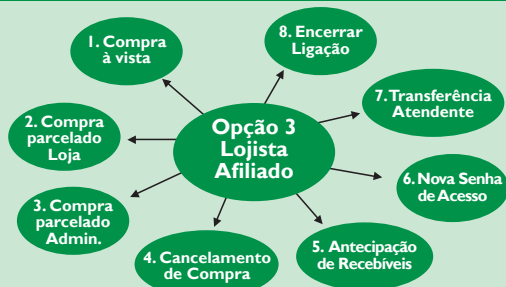 1. Compra
à vista
8. Encerrar
Ligação
7. Transferência
Atendente
2. Compra
parcelado
Loja
Opção 3
Lojista
Afiliado
6. Nova Senha
de Acesso
3. Compra
parcelado
Admin.
4. Cancelamento
de Compra
5. Antecipação
de Recebíveis